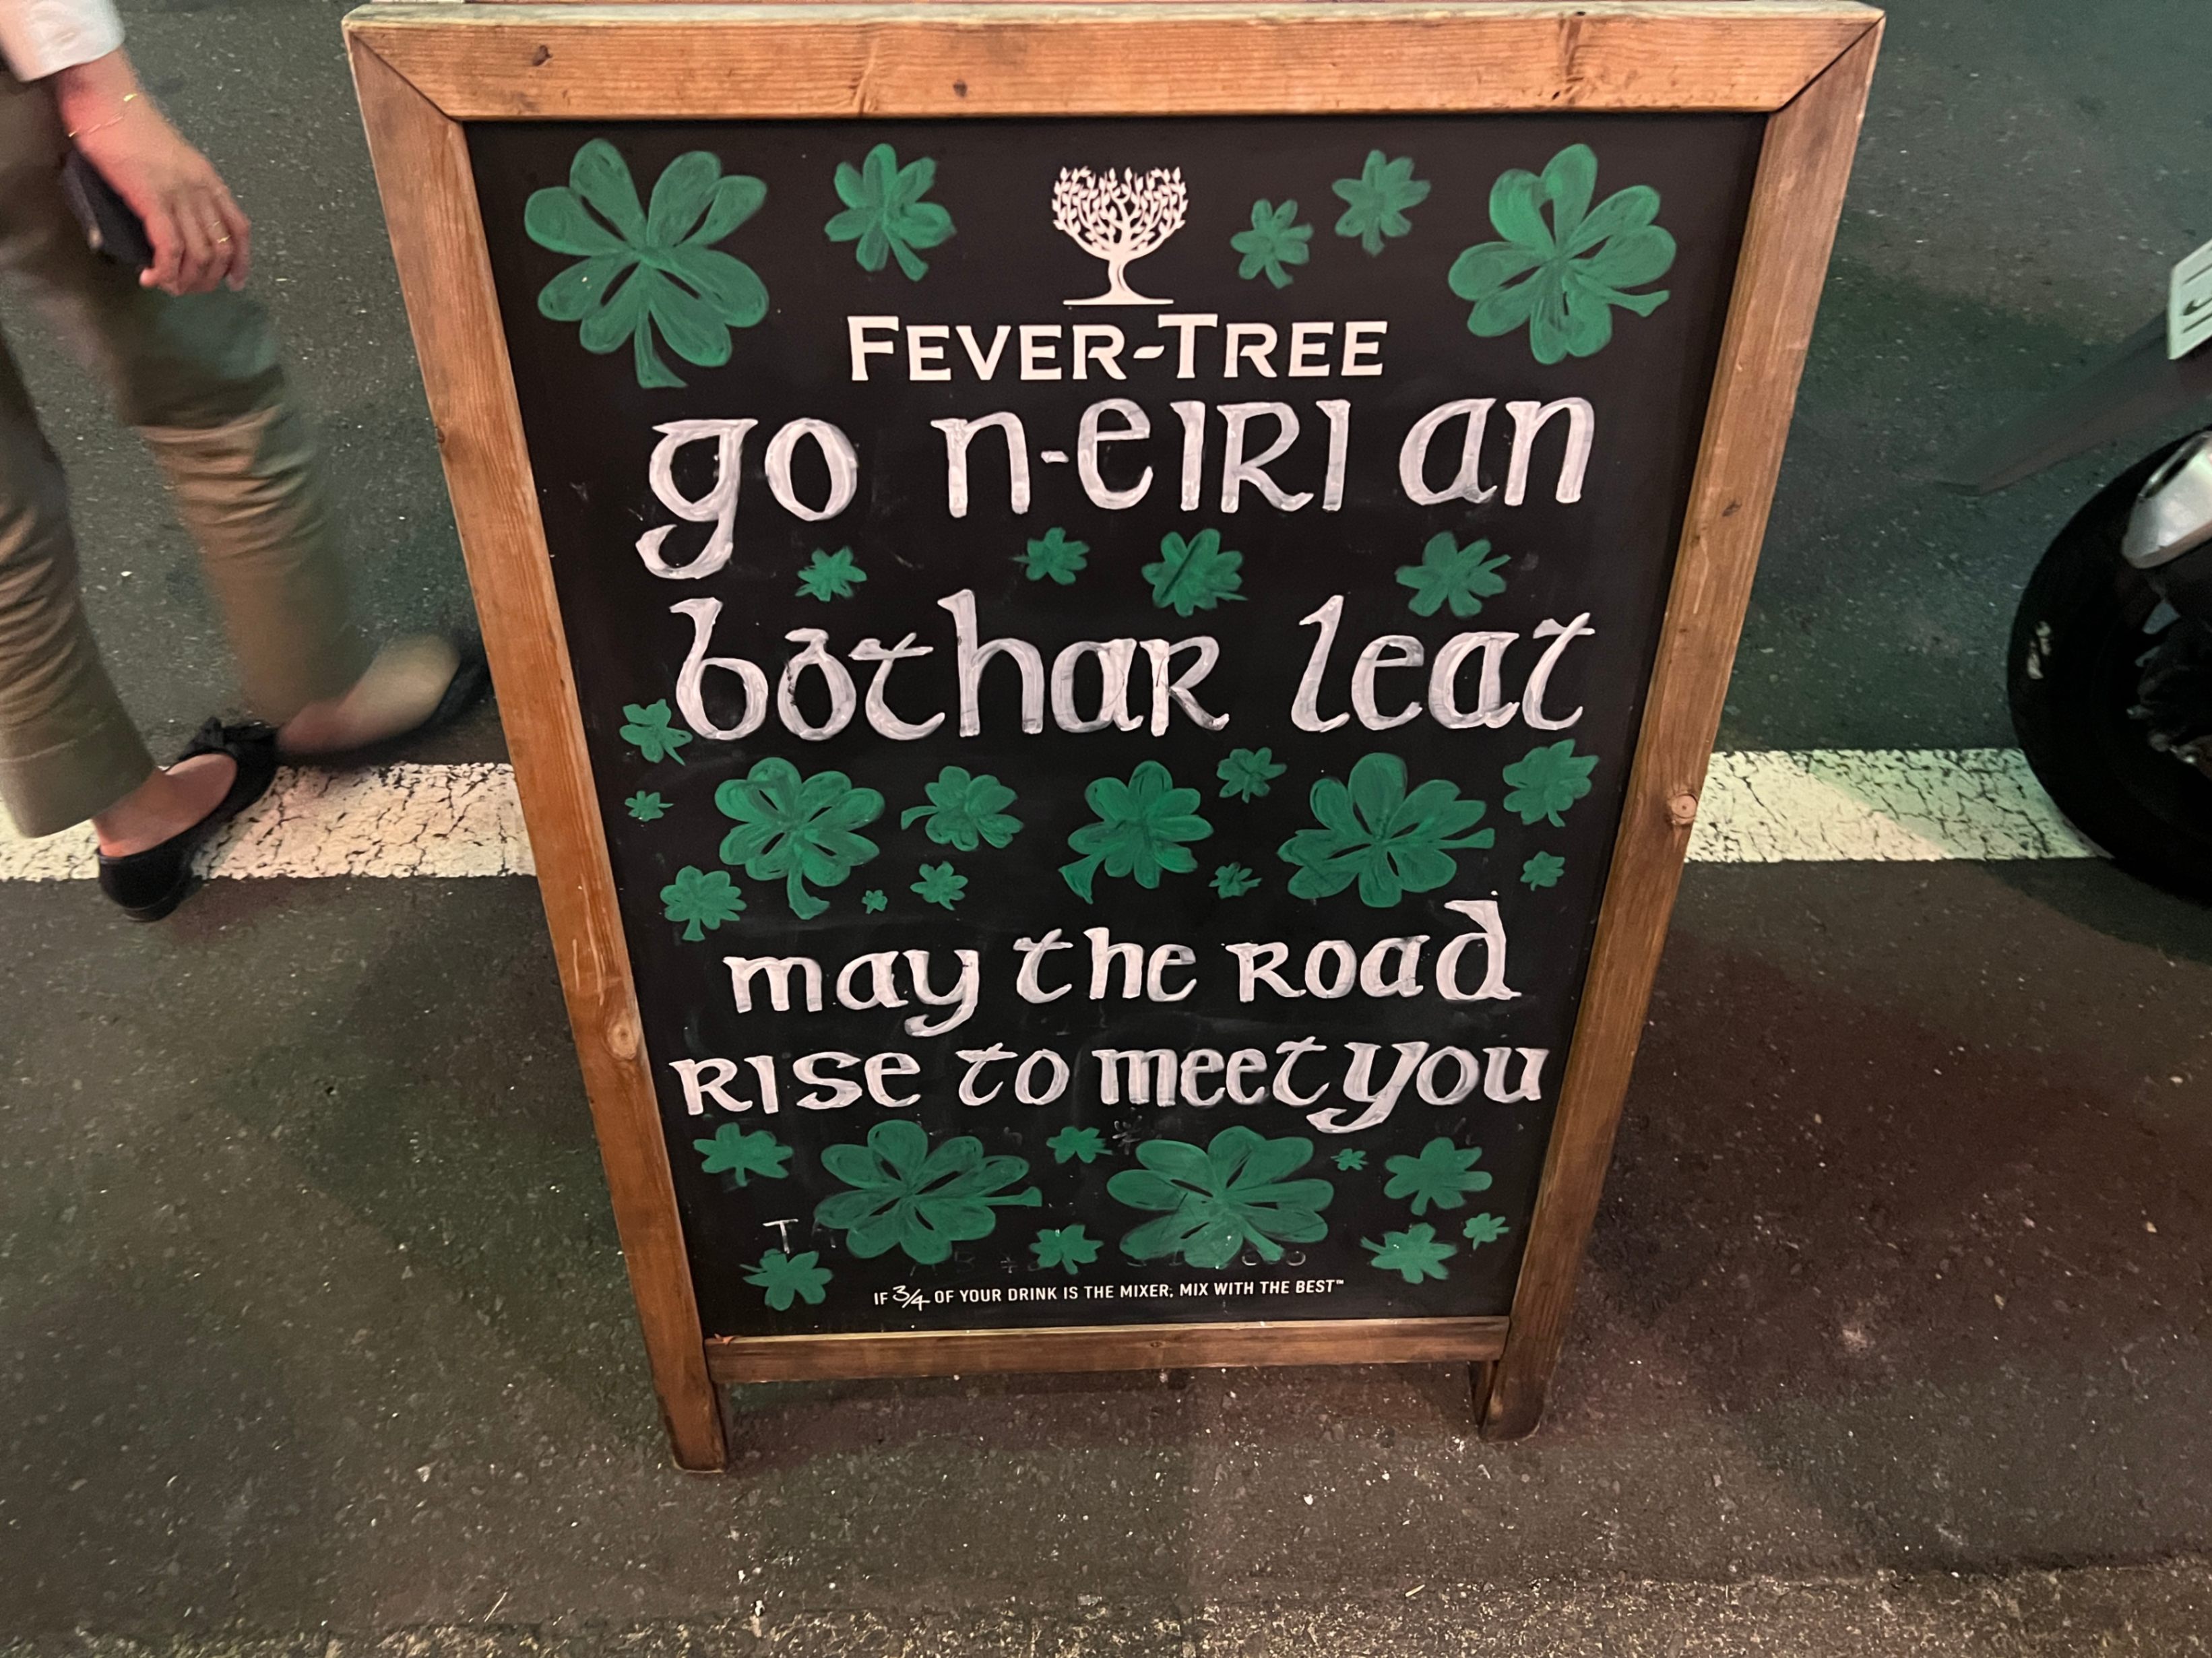 FEVER-TREE
go n-eIRI an
bóthar leat
may the road
rise to meet you
IF 3/4 OF YOUR DRINK IS THE MIXER, MIX WITH THE BEST™